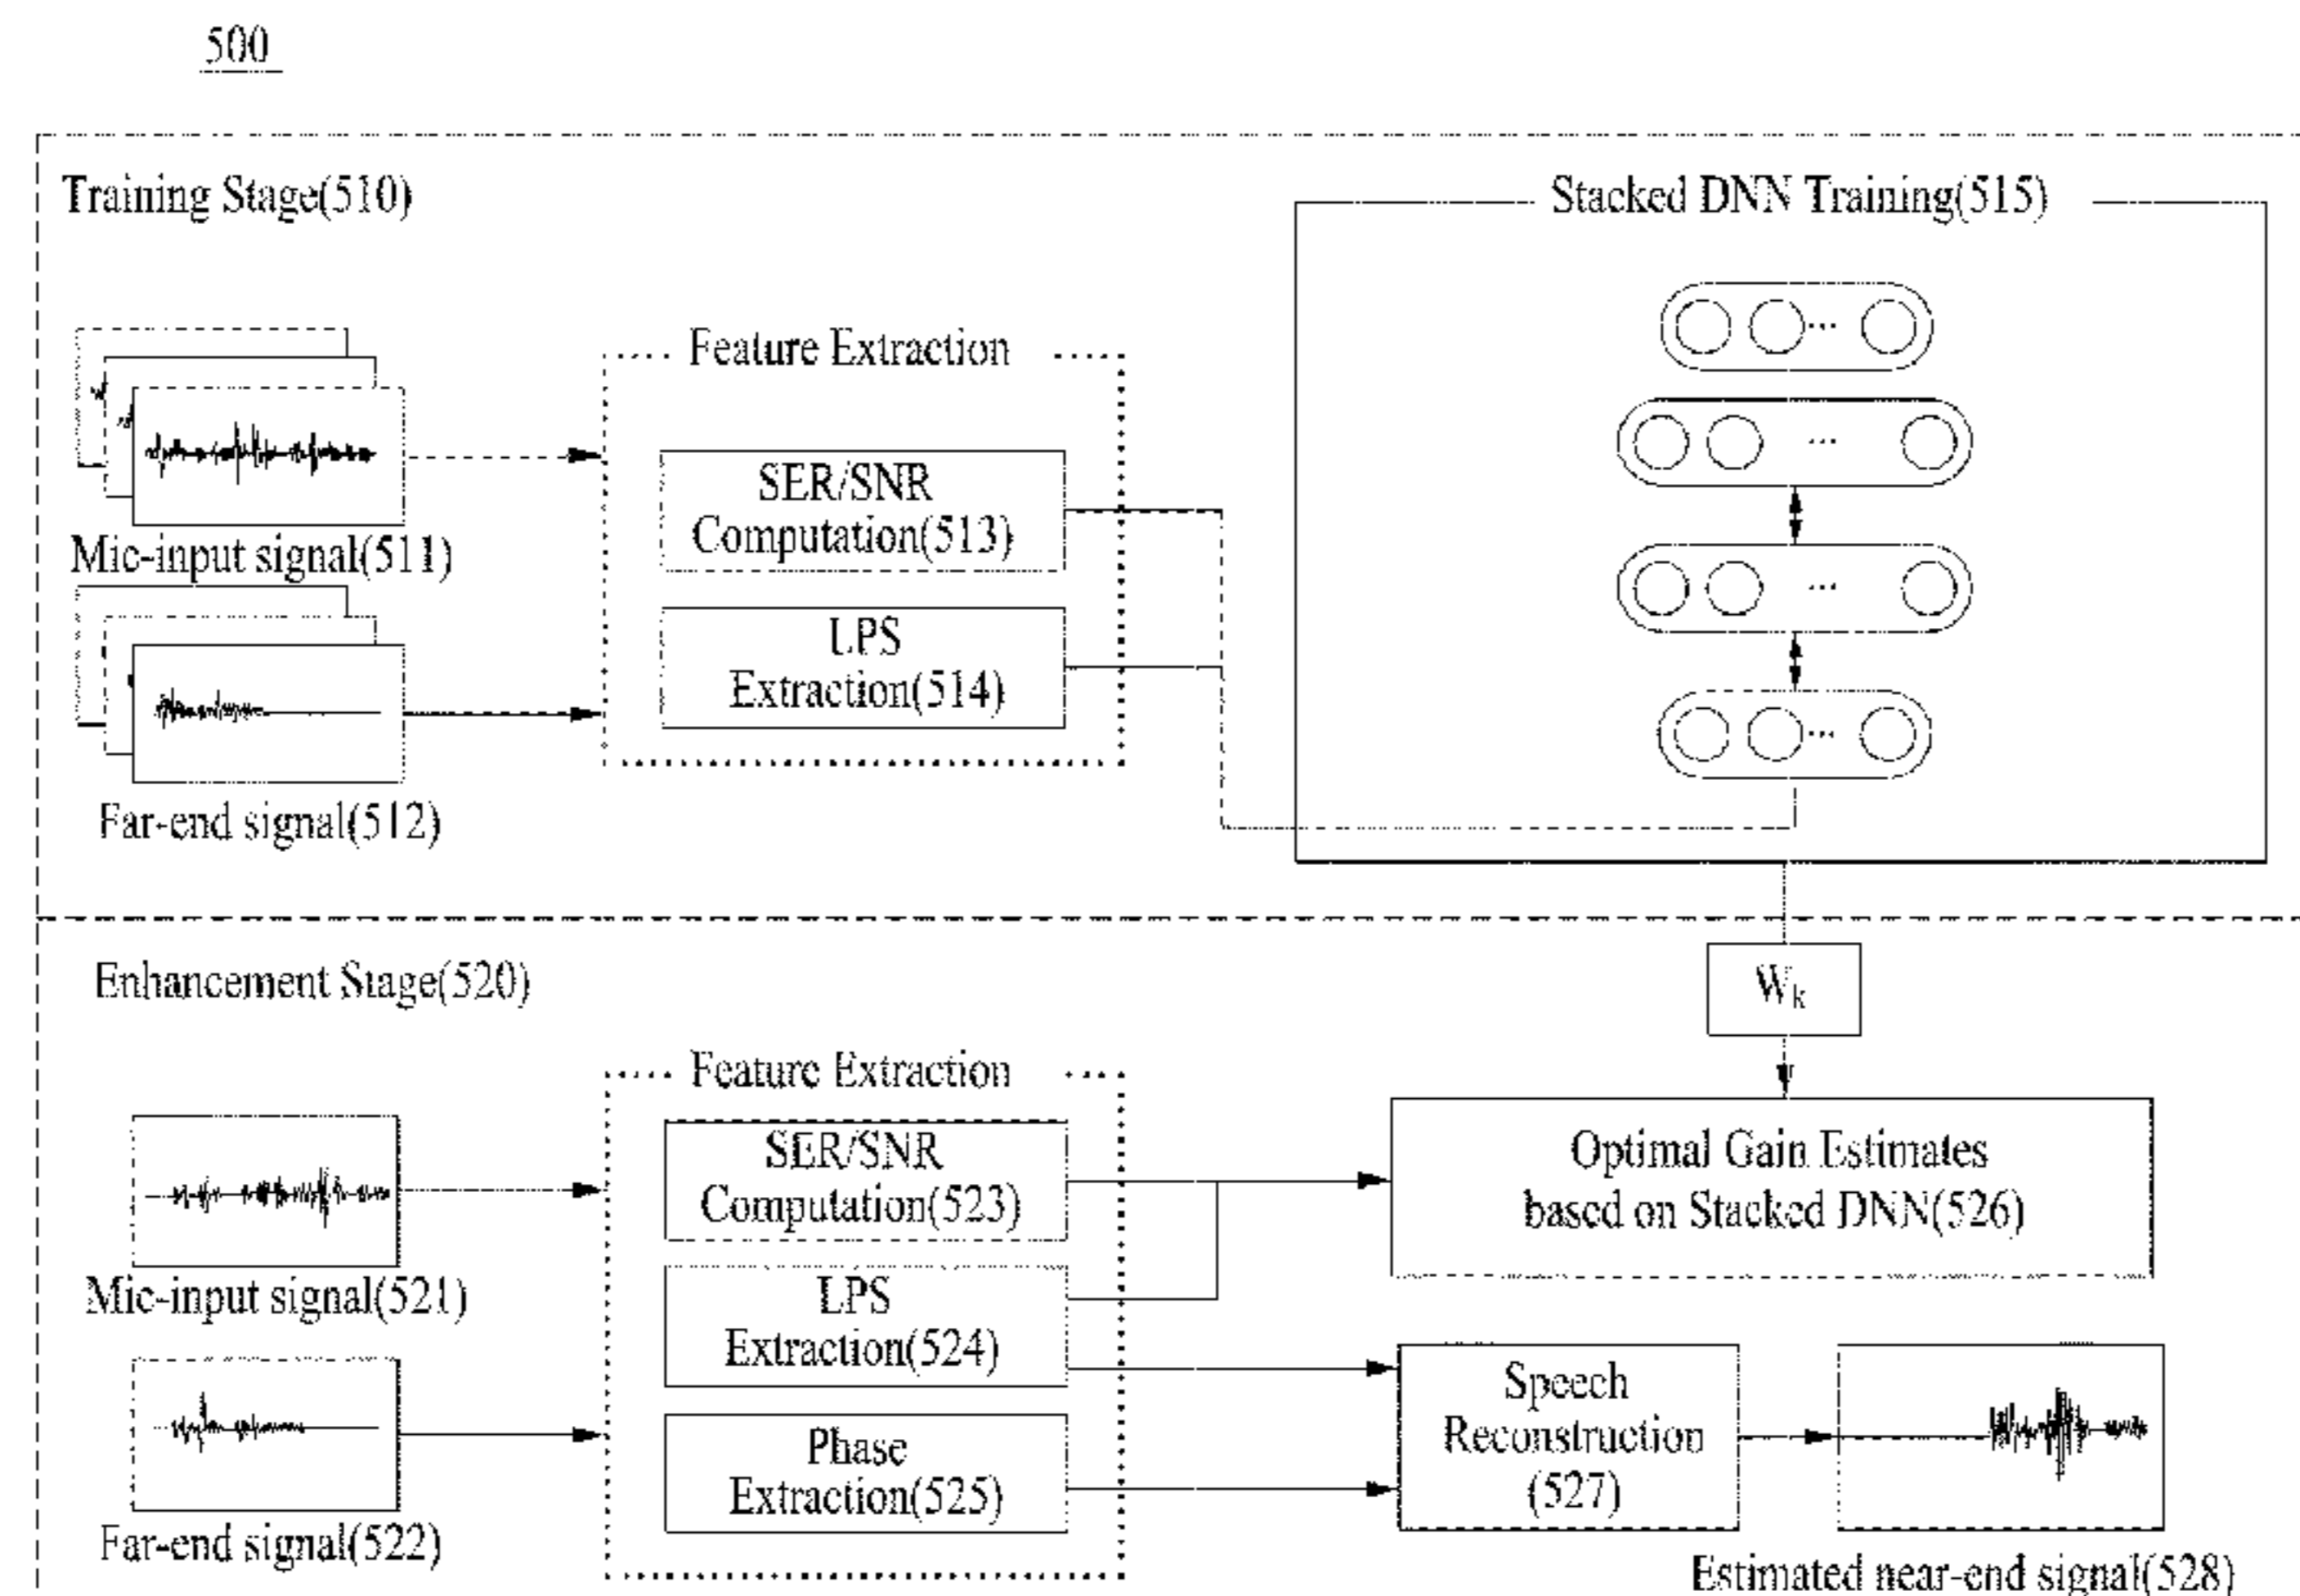 500
Training Stage(510)
Stacked DNN Training(515)
Feature Extraction
SER/SNR
Computation(513)
Mic-input signal(511)
LPS
Extraction(514)
Far-end signal(512)
Enhancement Stage(520)
Wk
Feature Extraction
SER/SNR
Computation(523)
Optimal Gain Estimates
based on Stacked DNN(526)
Mic-input signal(521)
LPS
Extraction(524)
Speech
Reconstruction
(527)
Phase
Extraction(525)
Far-end signal(522)
Estimated near-end signal(528)